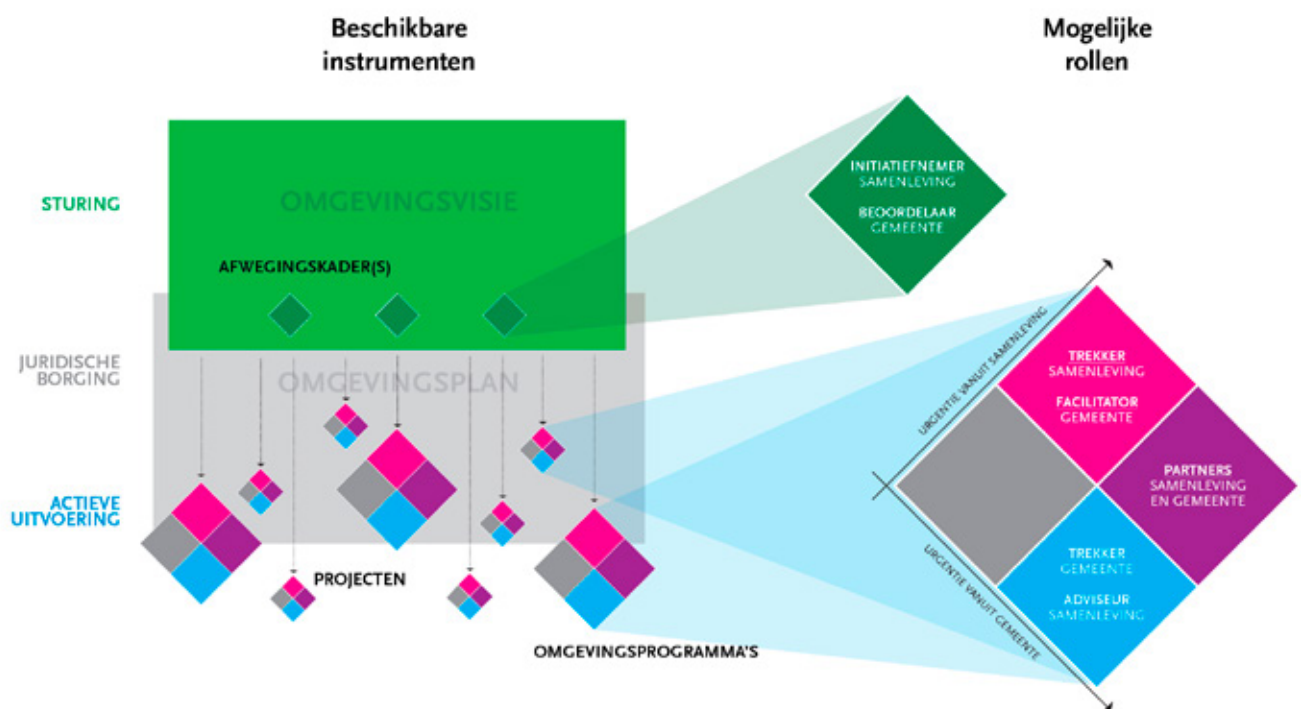 Beschikbare
instrumenten
Mogelijke
rollen
STURING
OMGEVINGSVISIE
AFWEGINGSKADER(S)
INITIATIEFNEMER
SAMENLEVING
BEOORDELAAR
GEMEENTE
JURIDISCHE
BORGING
OMGEVINGSPLAN
ACTIEVE
UITVOERING
PROJECTEN
OMGEVINGSPROGRAMMA'S
URGENTIE VANUIT SAMENLEVING
TREKKER
SAMENLEVING
FACILITATOR
GEMEENTE
PARTNERS
SAMENLEVING
EN GEMEENTE
TREKKER
GEMEENTE
ADVISEUR
SAMENLEVING
URGENTIE VANUIT GEMEENTE